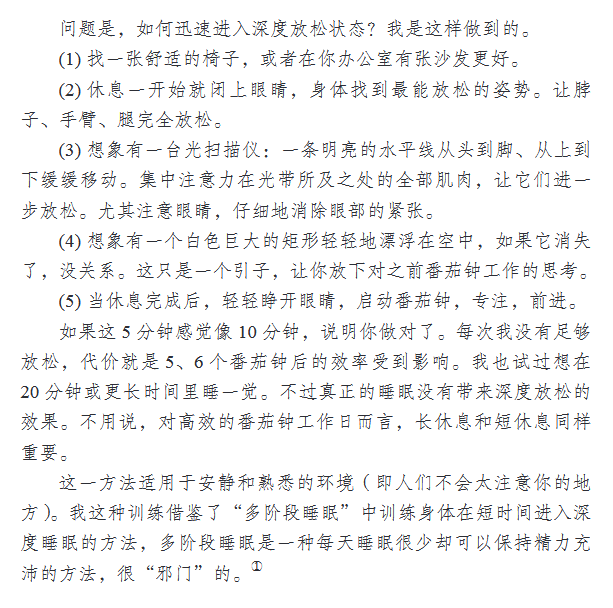 问题是，如何迅速进入深度放松状态？我是这样做到的。
(1) 找一张舒适的椅子，或者在你办公室有张沙发更好。
(2) 休息一开始就闭上眼睛，身体找到最能放松的姿势。让脖
子、手臂、腿完全放松。
(3) 想象有一台光扫描仪：一条明亮的水平线从头到脚、从上到
下缓缓移动。集中注意力在光带所及之处的全部肌肉，让它们进一
步放松。尤其注意眼睛，仔细地消除眼部的紧张。
(4) 想象有一个白色巨大的矩形轻轻地漂浮在空中，如果它消失
了，没关系。这只是一个引子，让你放下对之前番茄钟工作的思考。
(5) 当休息完成后，轻轻睁开眼睛，启动番茄钟，专注，前进。
如果这 5 分钟感觉像 10 分钟，说明你做对了。每次我没有足够
放松，代价就是 5、6 个番茄钟后的效率受到影响。我也试过想在
20 分钟或更长时间里睡一觉。不过真正的睡眠没有带来深度放松的
效果。不用说，对高效的番茄钟工作日而言，长休息和短休息同样
重要。
这一方法适用于安静和熟悉的环境（即人们不会太注意你的地
方）。我这种训练借鉴了“多阶段睡眠”中训练身体在短时间进入深
度睡眠的方法，多阶段睡眠是一种每天睡眠很少却可以保持精力充
沛的方法，很“邪门”的。①